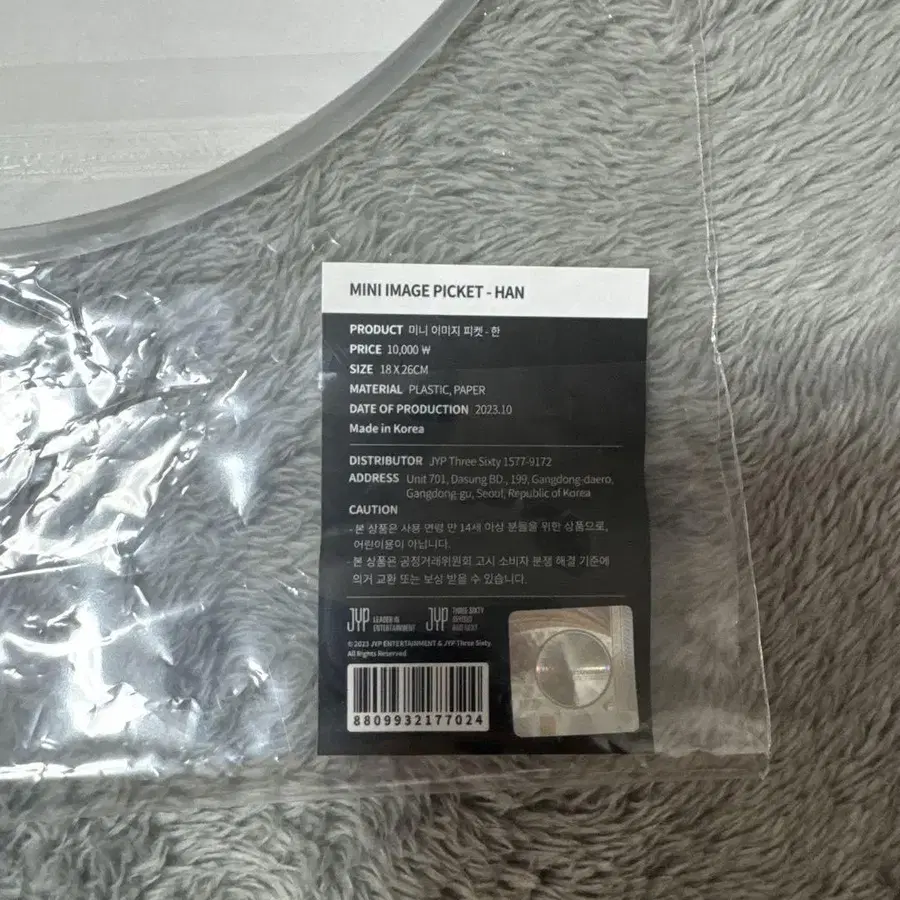 MINI IMAGE PICKET - HAN
PRODUCT 미니 이미지 피켓 - 한
PRICE 10,000 ₩
SIZE 18 X 26CM
MATERIAL PLASTIC, PAPER
DATE OF PRODUCTION 2023.10
Made in Korea
DISTRIBUTOR JYP Three Sixty 1577-9172
ADDRESS Unit 701, Dasung BD., 199, Gangdong-daero,
Gangdong-gu, Seoul, Republic of Korea
CAUTION
- 본 상품은 사용 연령 만 14세 이상 분들을 위한 상품으로,
어린이용이 아닙니다.
- 본 상품은 공정거래위원회 고시 소비자 분쟁 해결 기준에
의거 교환 또는 보상 받을 수 있습니다.
JYP LEADER IN ENTERTAINMENT JYP THREE SIXTY
© 2023 JYP ENTERTAINMENT & JYP Three Sixty.
All Rights Reserved
8809932177024